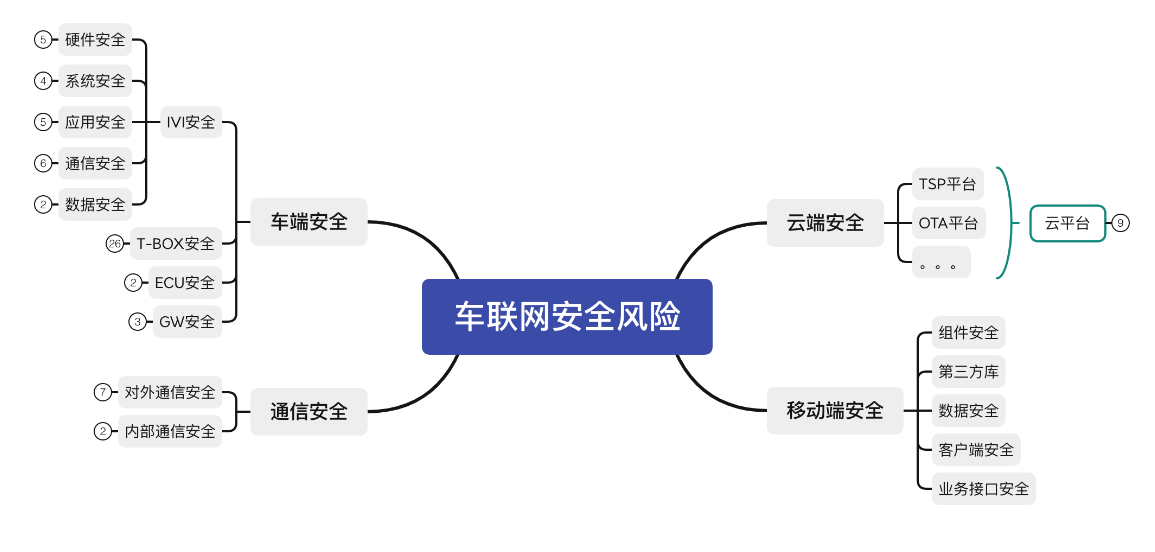 车联网安全风险
车端安全
IVI安全
硬件安全
5
系统安全
4
应用安全
5
通信安全
6
数据安全
2
T-BOX安全
26
ECU安全
2
GW安全
3
通信安全
对外通信安全
7
内部通信安全
2
云端安全
TSP平台
OTA平台
。。。
云平台
9
移动端安全
组件安全
第三方库
数据安全
客户端安全
业务接口安全